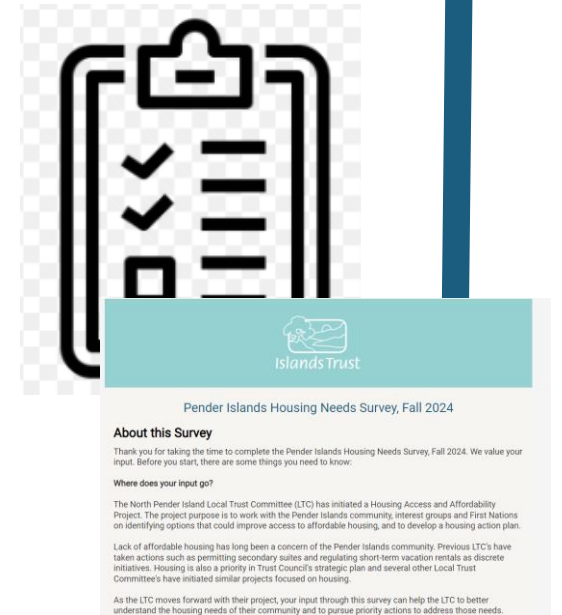 Islands Trust
Pender Islands Housing Needs Survey, Fall 2024
About this Survey
Thank you for taking the time to complete the Pender Islands Housing Needs Survey, Fall 2024. We value your
input. Before you start, there are some things you need to know:
Where does your input go?
The North Pender Island Local Trust Committee (LTC) has initiated a Housing Access and Affordability
Project. The project purpose is to work with the Pender Islands community, interest groups and First Nations
on identifying options that could improve access to affordable housing, and to develop a housing action plan.
Lack of affordable housing has long been a concern of the Pender Islands community. Previous LTC's have
taken actions such as permitting secondary suites and regulating short-term vacation rentals as discrete
initiatives. Housing is also a priority in Trust Council's strategic plan and several other Local Trust
Committee's have initiated similar projects focused on housing.
As the LTC moves forward with their project, your input through this survey can help the LTC to better
understand the housing needs of their community and to pursue priority actions to address those needs.